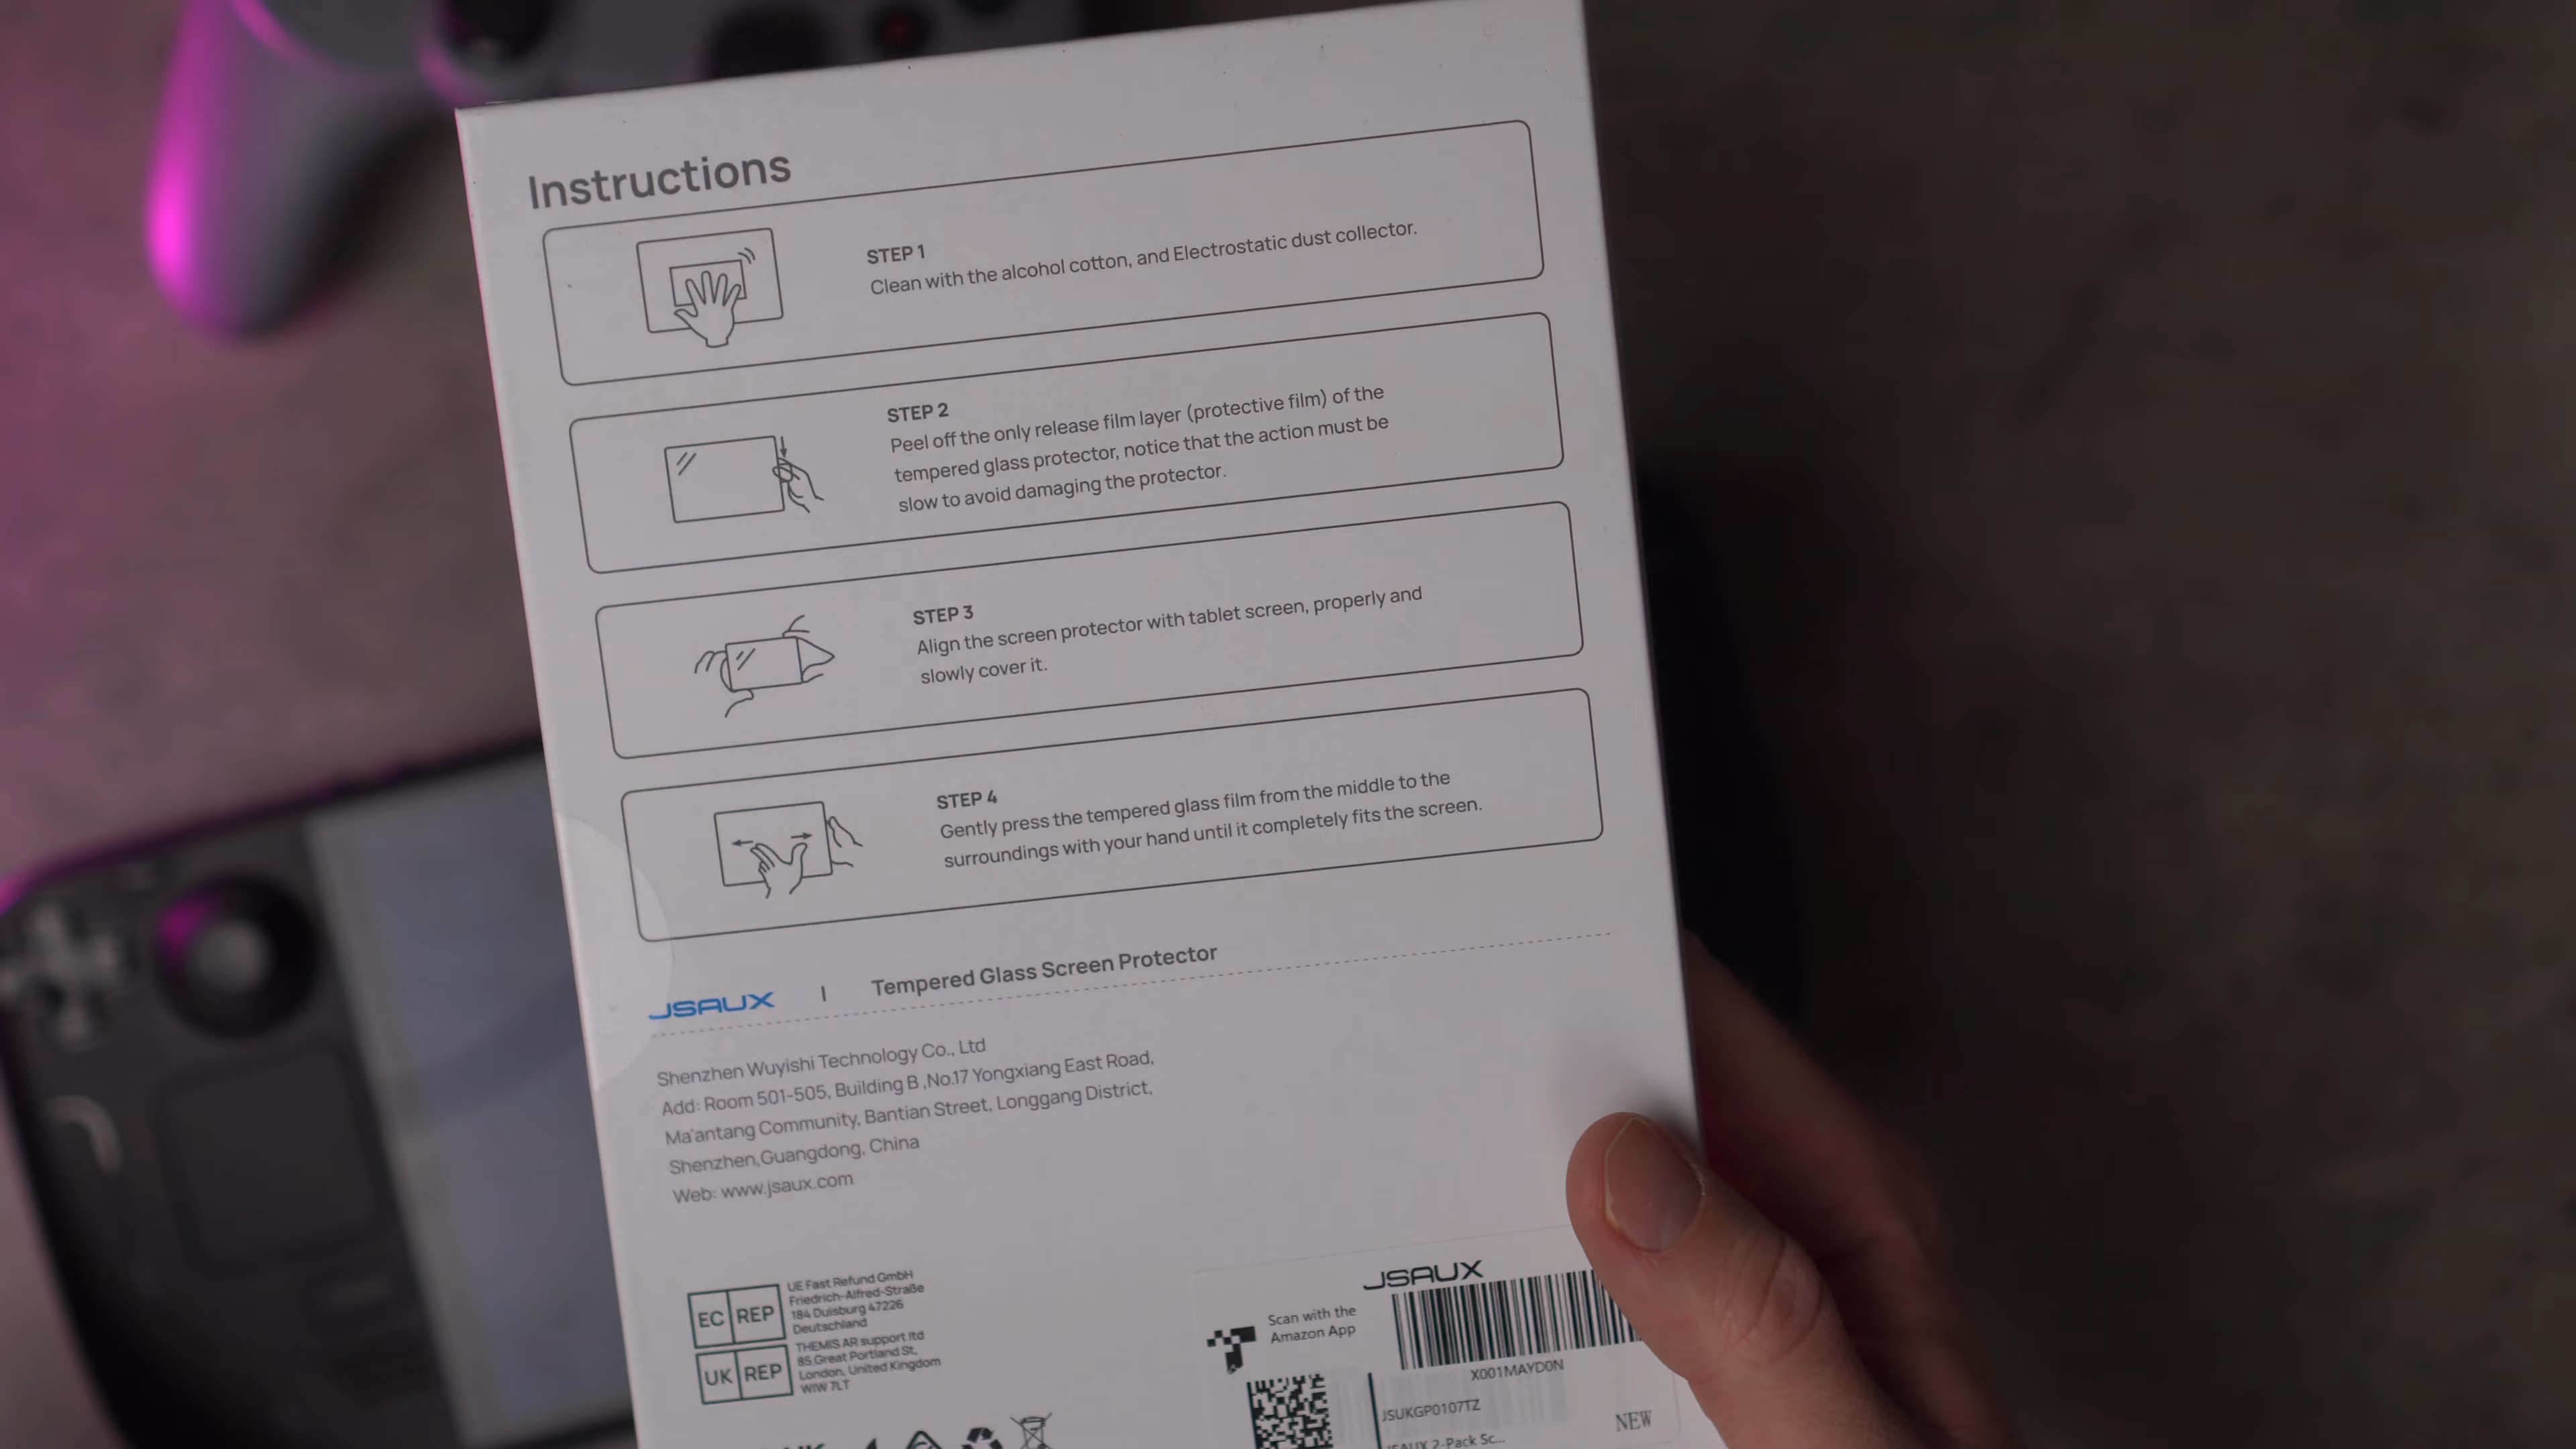 Instructions
STEP 1
Clean with the alcohol cotton, and Electrostatic dust collector.
STEP 2
Peel off the only release film layer (protective film) of the
tempered glass protector, notice that the action must be
slow to avoid damaging the protector.
STEP 3
Align the screen protector with tablet screen, properly and
slowly cover it.
STEP 4
Gently press the tempered glass film from the middle to the
surroundings with your hand until it completely fits the screen.
JSAUX | Tempered Glass Screen Protector
Shenzhen Wuyishi Technology Co., Ltd
Add: Room 501-505, Building B ,No.17 Yongxiang East Road,
Ma'antang Community, Bantian Street, Longgang District,
Shenzhen,Guangdong, China
Web: www.jsaux.com
EC REP
UE Fast Refund GmbH
Friedrich-Alfred-Straße
184 Duisburg 47226
Deutschland
UK REP
THEMIS AR support ltd
85,Great Portland St,
London, United Kingdom
W1W 7LT
JSAUX
Scan with the
Amazon App
X001MAYD0N
JSUKGP0107TZ
NEW
JSAUX 2-Pack Sc...